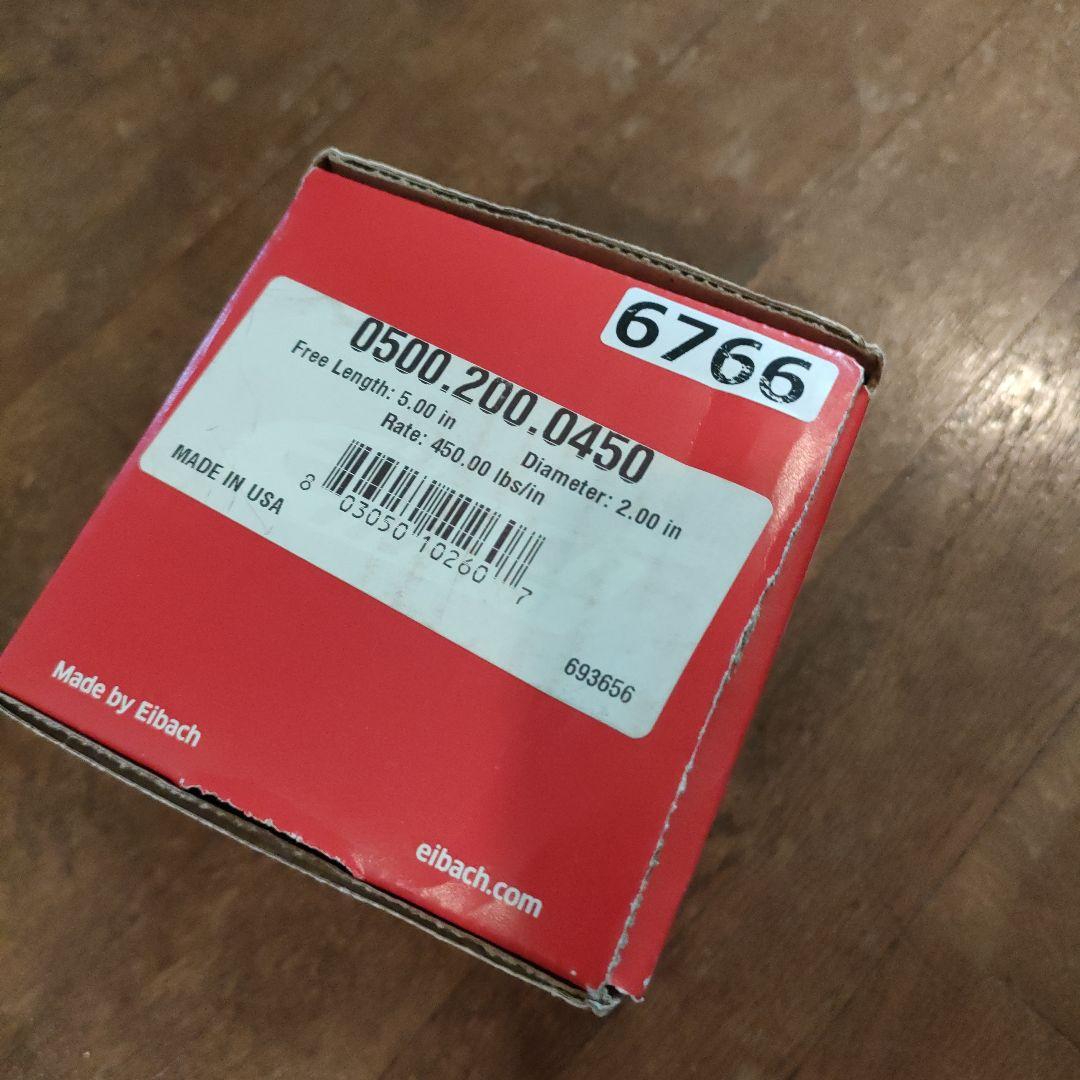 6766
0500.200.0450
Free Length: 5.00 in Diameter: 2.00 in
Rate: 450.00 lbs/in
MADE IN USA
8 03050 10260 7
693656
Made by Eibach
eibach.com